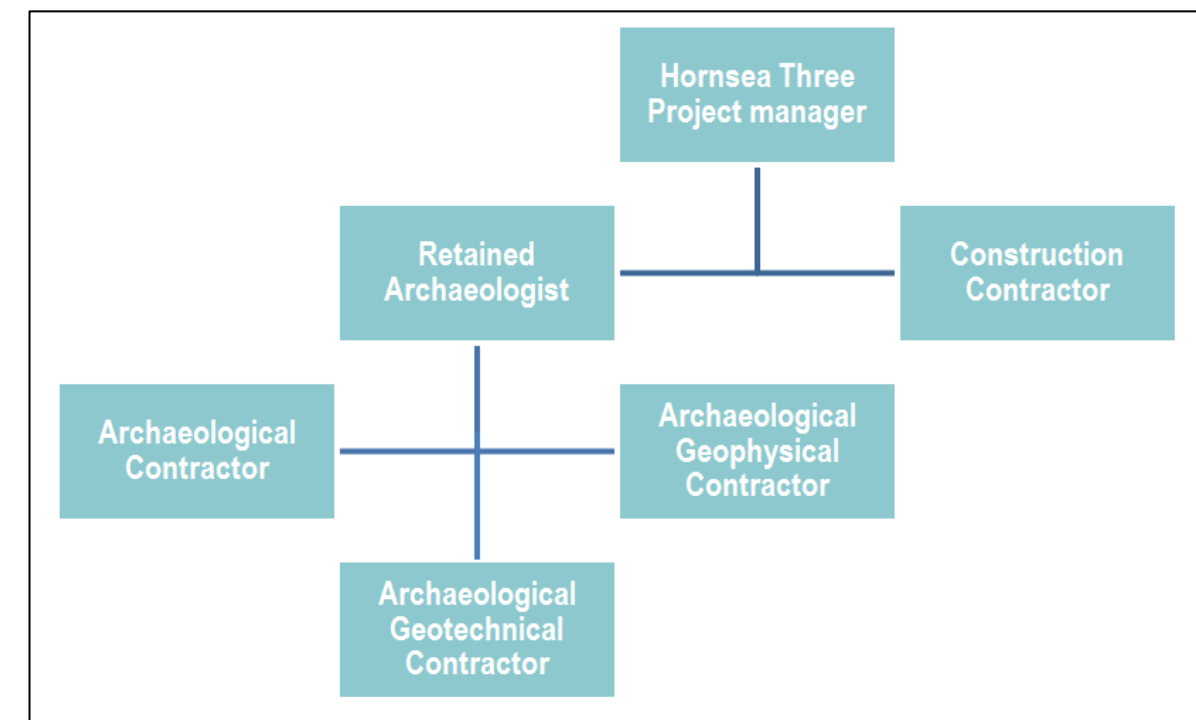 Hornsea Three
Project manager
Retained
Archaeologist
Construction
Contractor
Archaeological
Contractor
Archaeological
Geophysical
Contractor
Archaeological
Geotechnical
Contractor